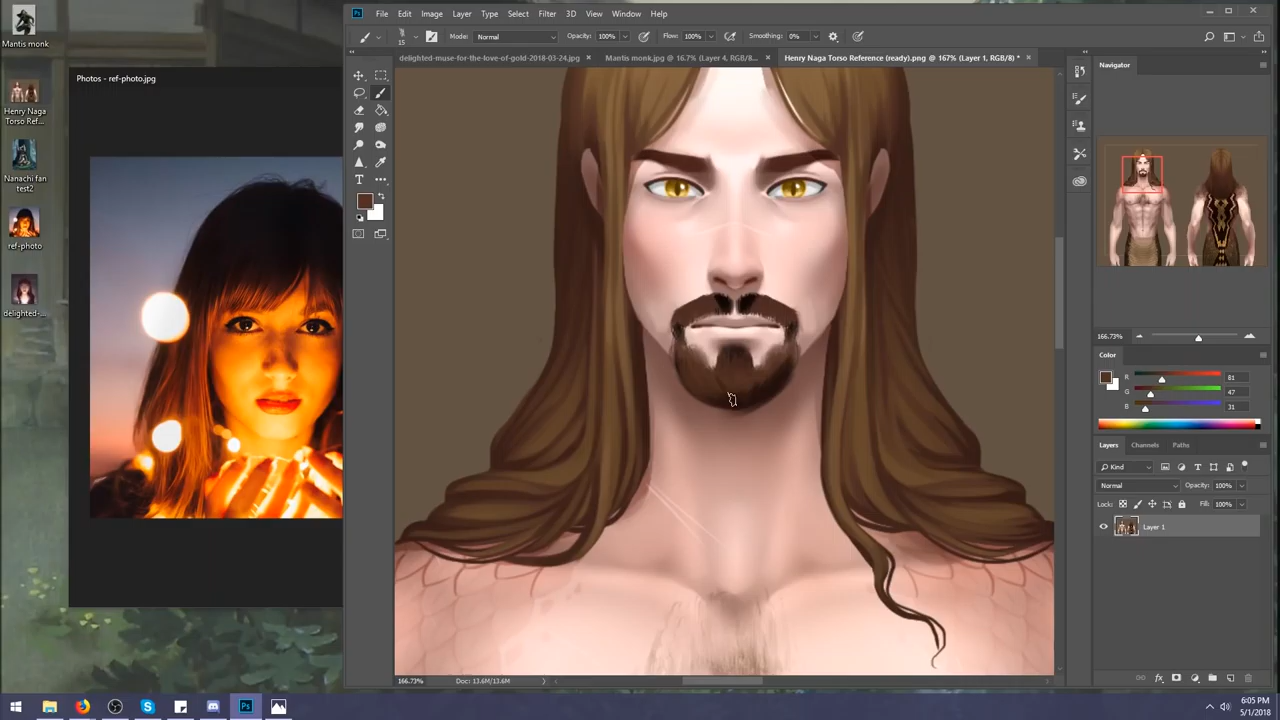 Mantis monk
Henry Naga
Torso Ref...
Nanachi fan
test2
ref-photo
delighted-...
Photos - ref-photo.jpg
Ps
File Edit Image Layer Type Select Filter 3D View Window Help
15
Mode: Normal Opacity: 100% Flow: 100% Smoothing: 0%
delighted-muse-for-the-love-of-gold-2018-03-24.jpg × Mantis monk.jpg @ 16.7% (Layer 4, RGB/8... × Henry Naga Torso Reference (ready).png @ 167% (Layer 1, RGB/8) * ×
Navigator
166.73%
Color
R 81
G 47
B 31
Layers Channels Paths
Kind
Normal Opacity: 100%
Lock: Fill: 100%
Layer 1
fx
166.73% Doc: 13.6M/13.6M
Ps
6:05 PM
5/1/2018